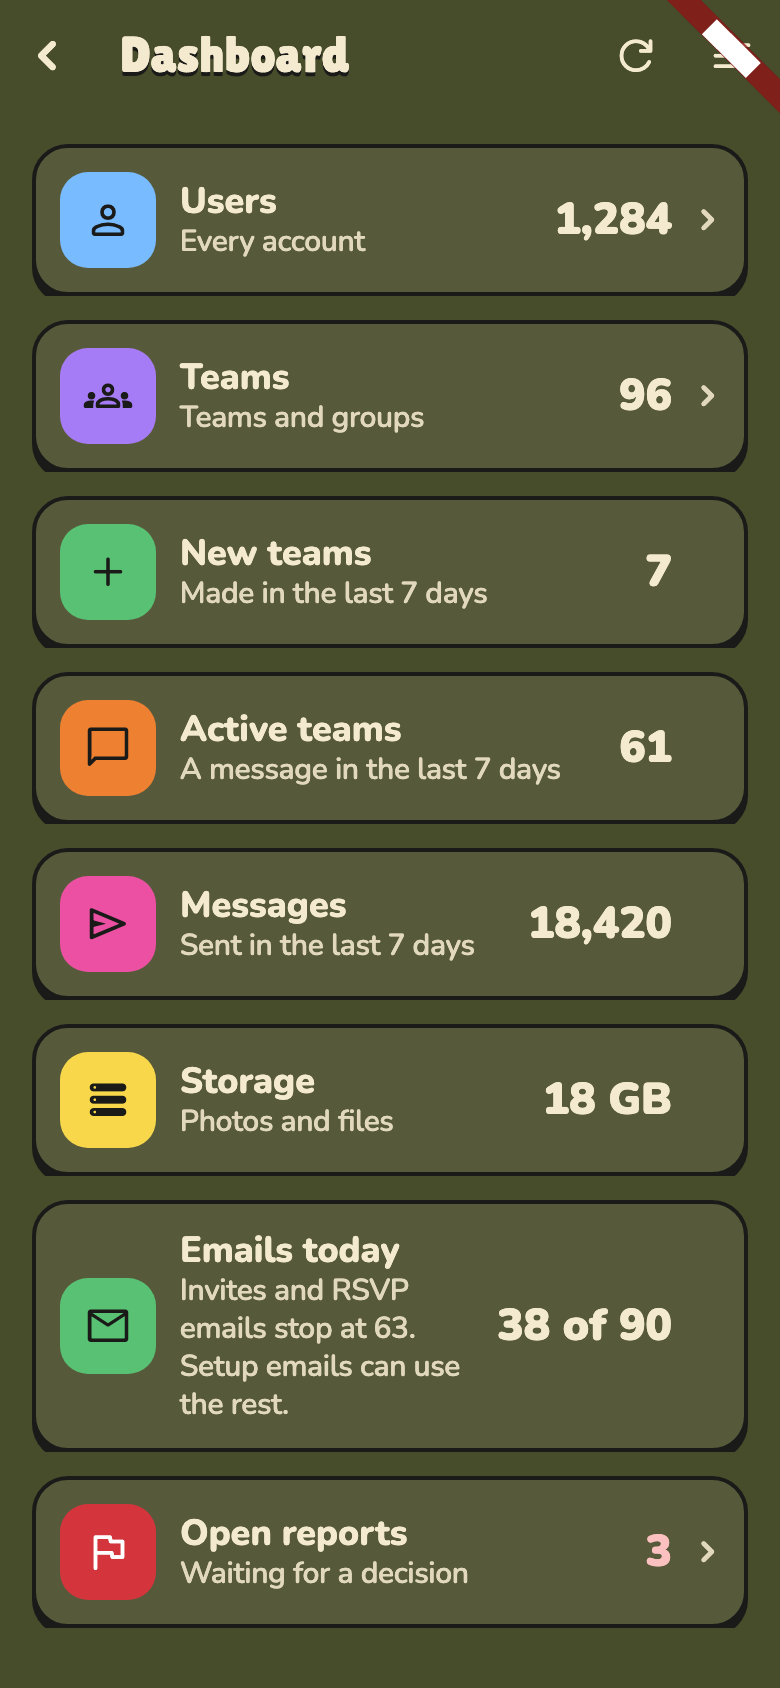 Dashboard
Users
Every account
1,284
Teams
Teams and groups
96
New teams
Made in the last 7 days
7
Active teams
A message in the last 7 days
61
Messages
Sent in the last 7 days
18,420
Storage
Photos and files
18 GB
Emails today
Invites and RSVP
emails stop at 63.
Setup emails can use
the rest.
38 of 90
Open reports
Waiting for a decision
3